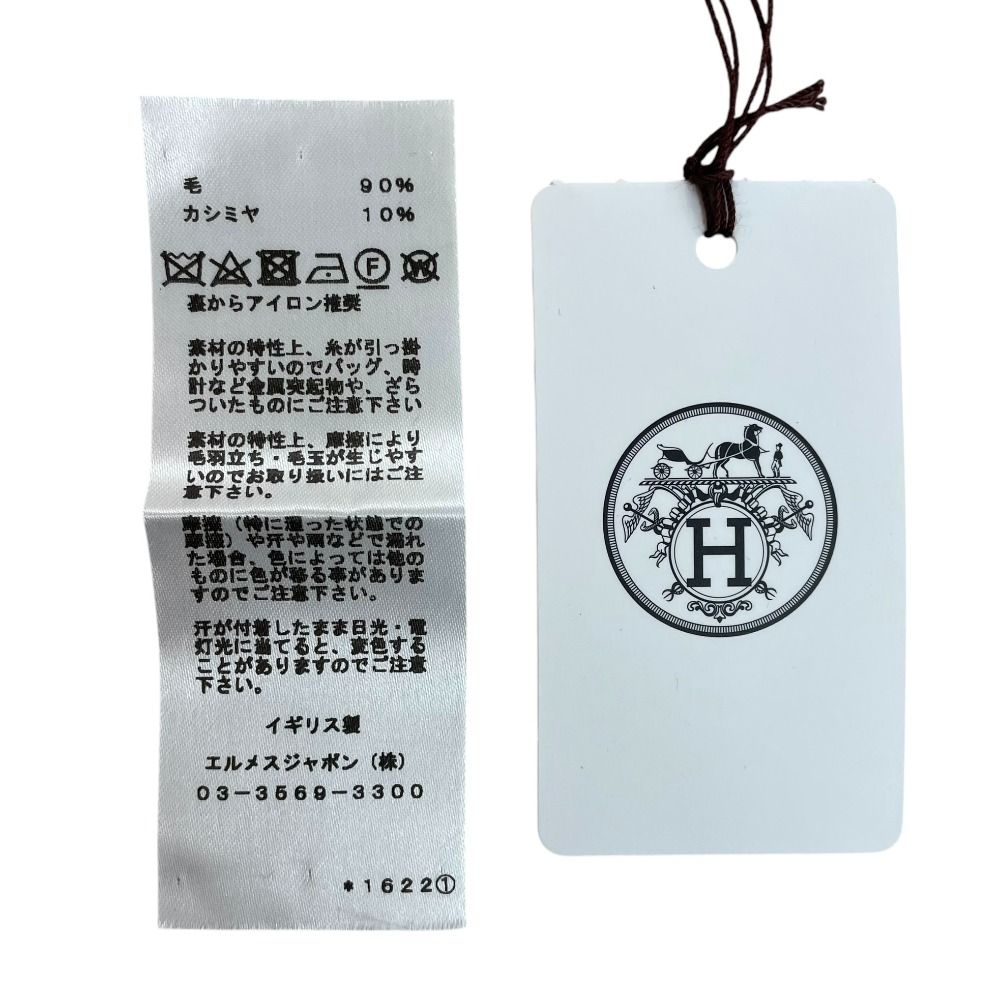 毛 90%
カシミヤ 10%
F W
裏からアイロン推奨
素材の特性上、糸が引っ掛
かりやすいのでバッグ、時
計など金属突起物や、ざら
ついたものにご注意下さい
素材の特性上、摩擦により
毛羽立ち・毛玉が生じやす
いのでお取り扱いにはご注
意下さい。
摩擦（特に湿った状態での
摩擦）や汗や雨などで濡れ
た場合、色によっては他の
ものに色が移る事がありま
すのでご注意下さい。
汗が付着したまま日光・電
灯光に当てると、変色する
ことがありますのでご注意
下さい。
イギリス製
エルメスジャポン（株）
03-3569-3300
*1622①
H